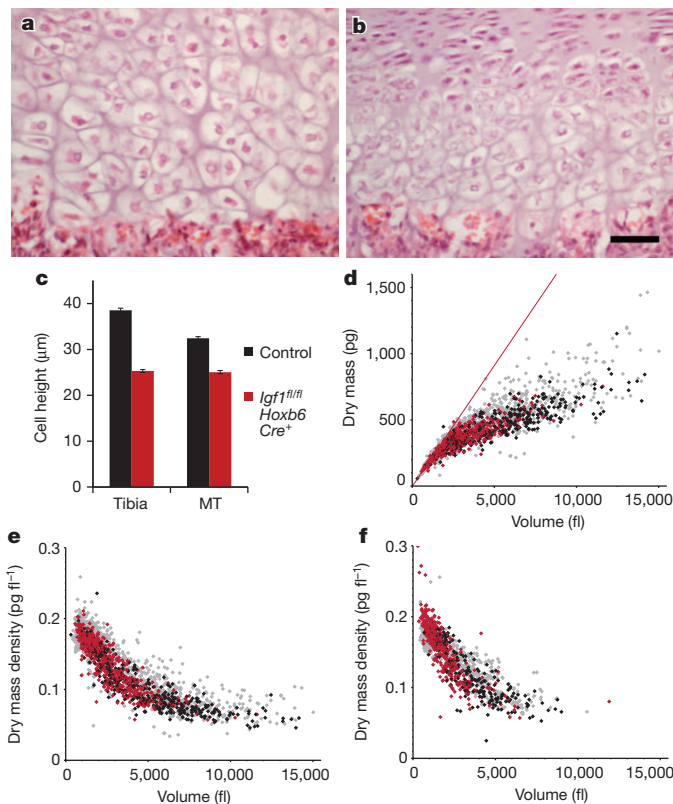 a
b
c
Cell height (μm)
40
30
20
10
0
Tibia
MT
Control
Igf1fl/fl
Hoxb6
Cre+
d
Dry mass (pg)
1,500
1,000
500
0
0
5,000
10,000
15,000
Volume (fl)
e
Dry mass density (pg fl−1)
0.3
0.2
0.1
0
0
5,000
10,000
15,000
Volume (fl)
f
Dry mass density (pg fl−1)
0.3
0.2
0.1
0
0
5,000
10,000
15,000
Volume (fl)